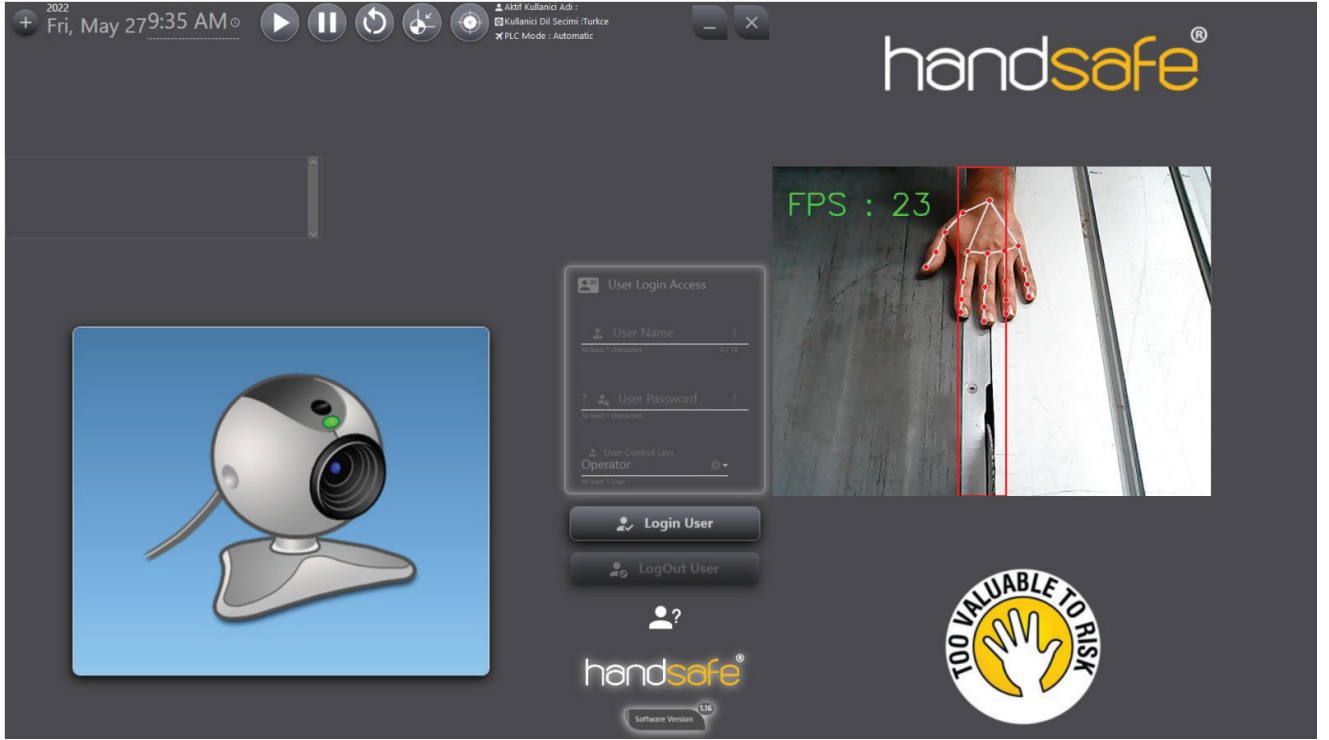 2022
Fri, May 27 9:35 AM
Aktif Kullanici Adi :
Kullanici Dil Secimi :Turkce
PLC Mode : Automatic
handsafe®
FPS : 23
User Login Access
User Name !
At least 1 characters 0 / 18
? User Password !
At least 1 characters
User Control Leve
Operator
At least 1 User
Login User
LogOut User
?
handsafe®
Software Version 1.16
TOO VALUABLE TO RISK